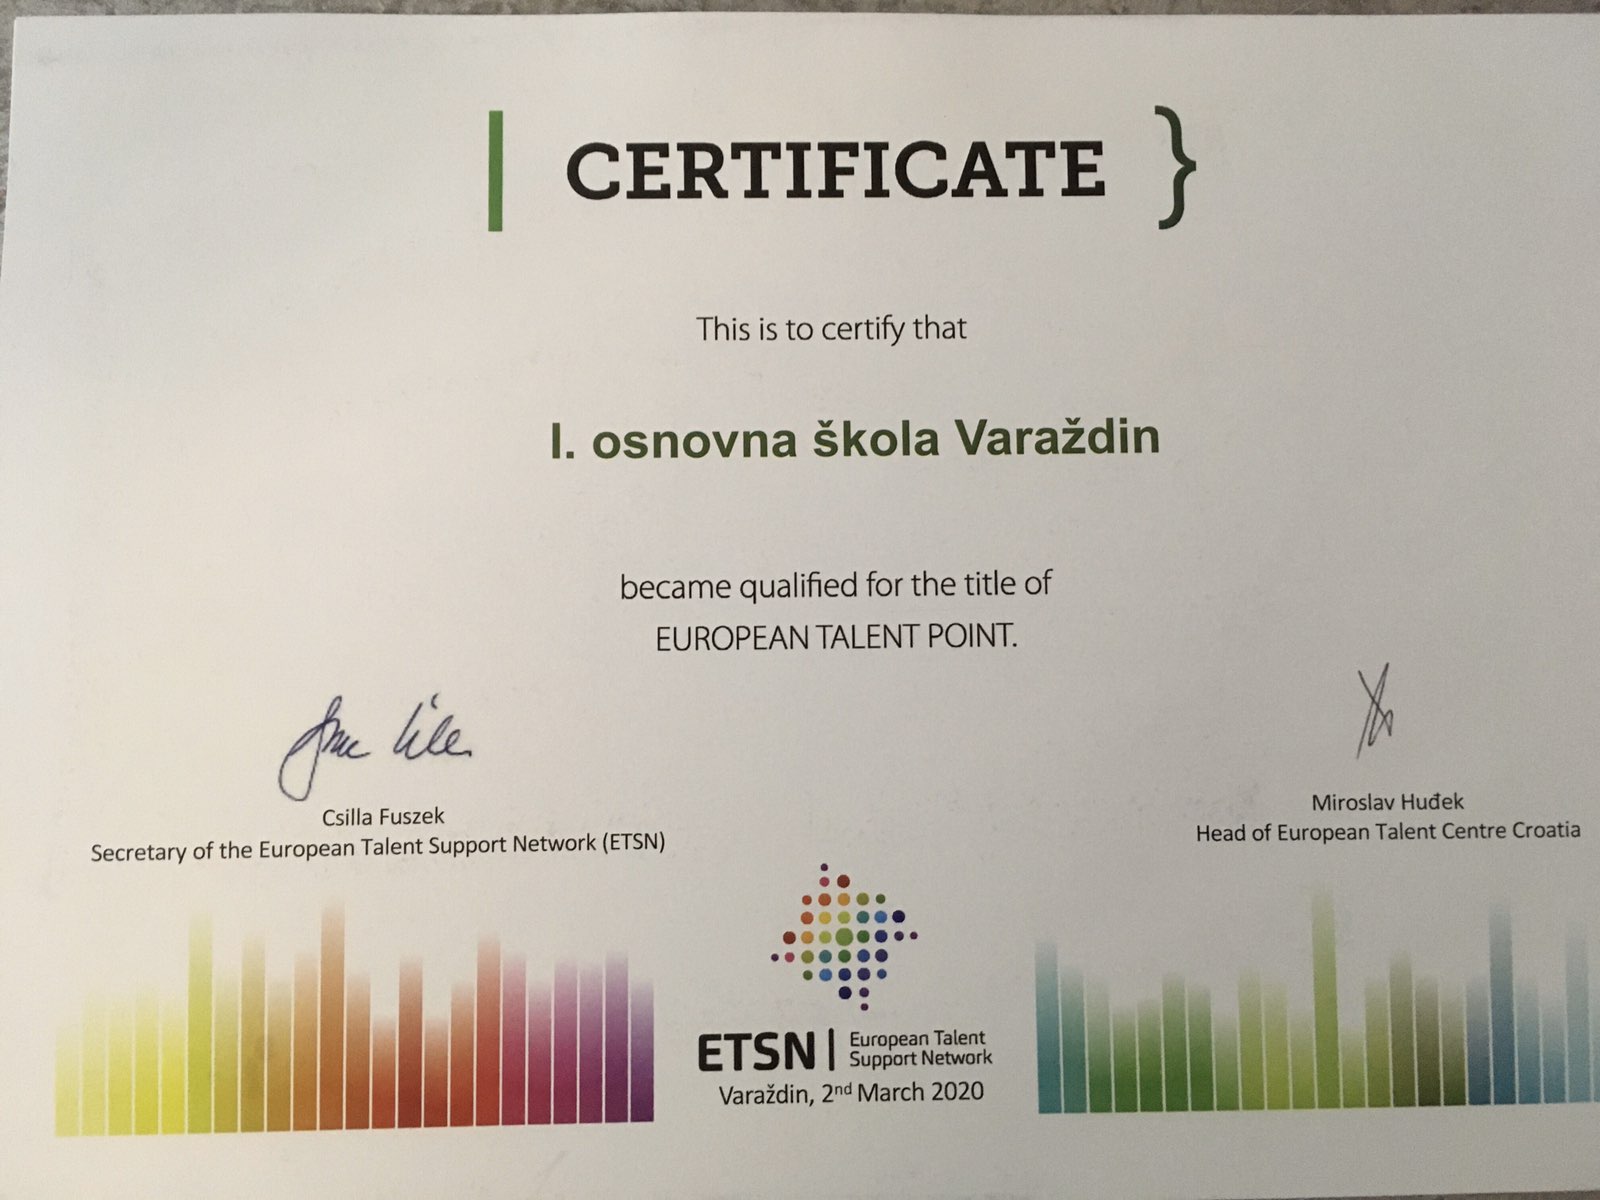 CERTIFICATE }
This is to certify that
I. osnovna škola Varaždin
became qualified for the title of
EUROPEAN TALENT POINT.
Csilla Fuszek
Secretary of the European Talent Support Network (ETSN)
Miroslav Huđek
Head of European Talent Centre Croatia
ETSN | European Talent
Support Network
Varaždin, 2nd March 2020